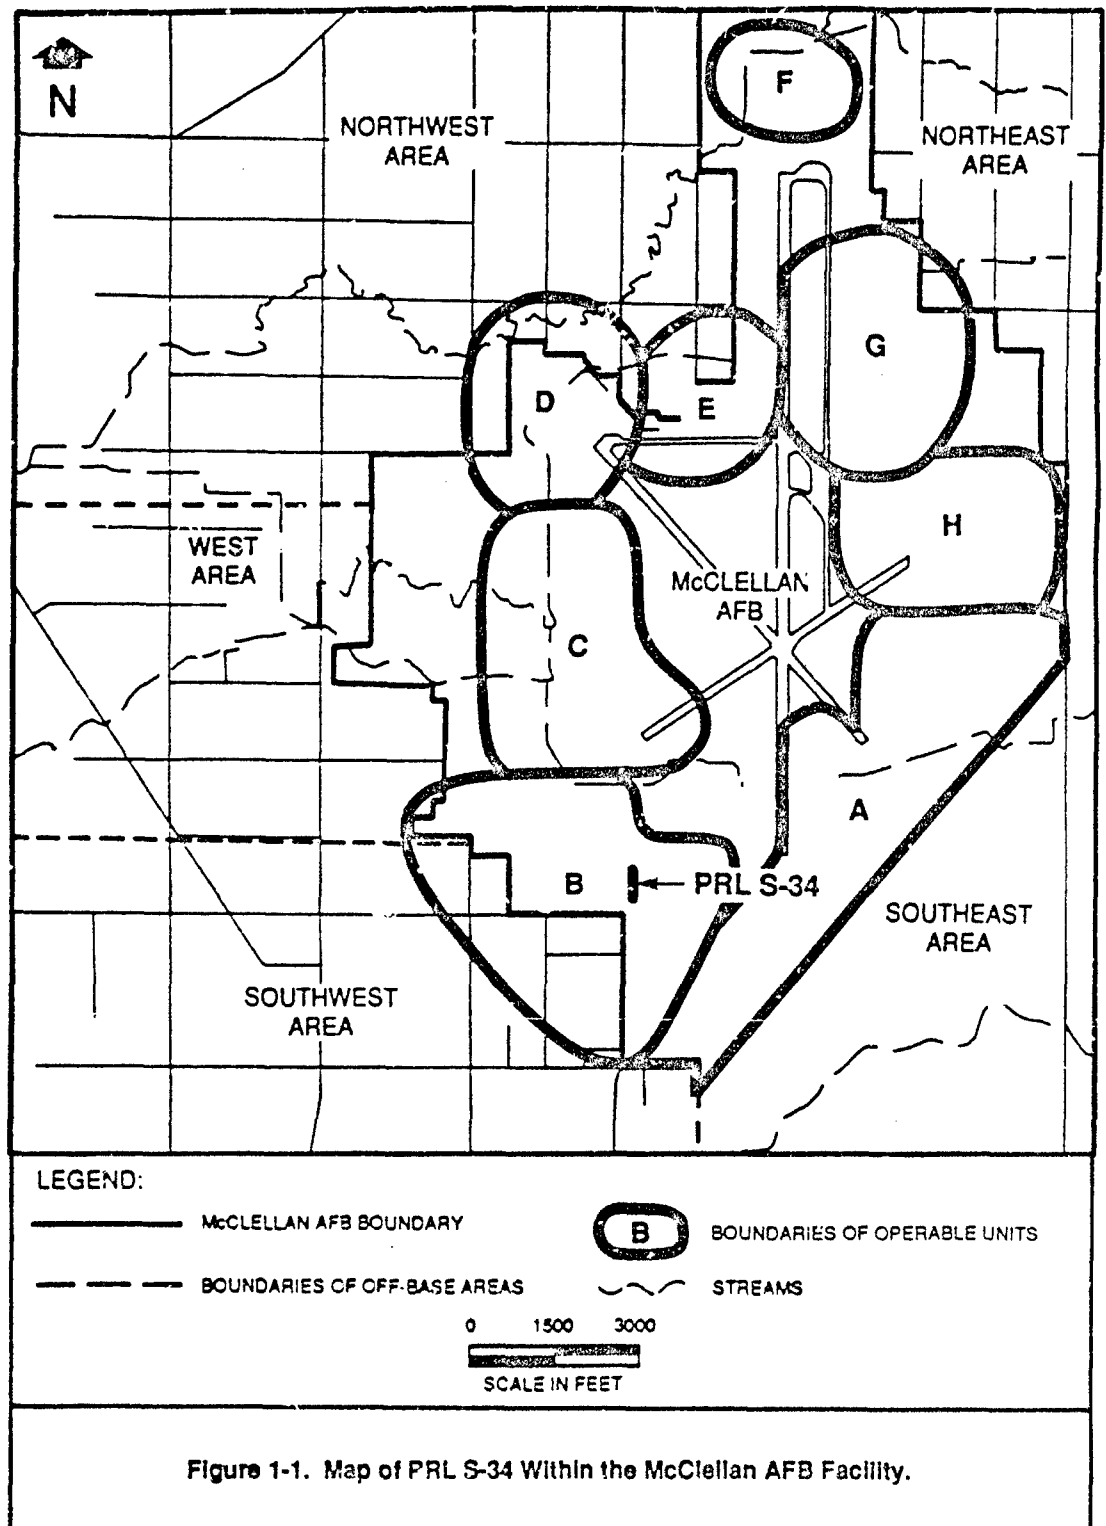 N
F
NORTHWEST
AREA
NORTHEAST
AREA
G
D
E
H
WEST
AREA
McCLELLAN
AFB
C
A
B
PRL S-34
SOUTHEAST
AREA
SOUTHWEST
AREA
LEGEND:
McCLELLAN AFB BOUNDARY
B
BOUNDARIES OF OPERABLE UNITS
BOUNDARIES OF OFF-BASE AREAS
STREAMS
0 1500 3000
SCALE IN FEET
Figure 1-1. Map of PRL S-34 Within the McClellan AFB Facility.